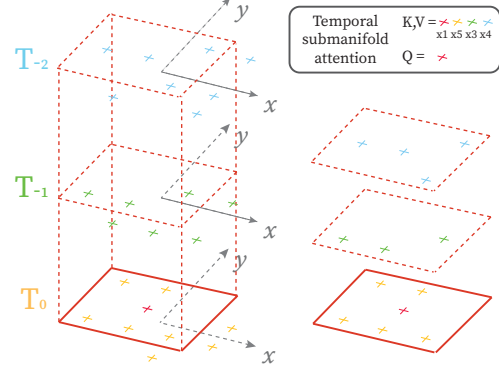 y
T-2
x
Temporal
submanifold
attention
K,V =
x1 x5 x3 x4
Q =
y
T-1
x
y
T0
x